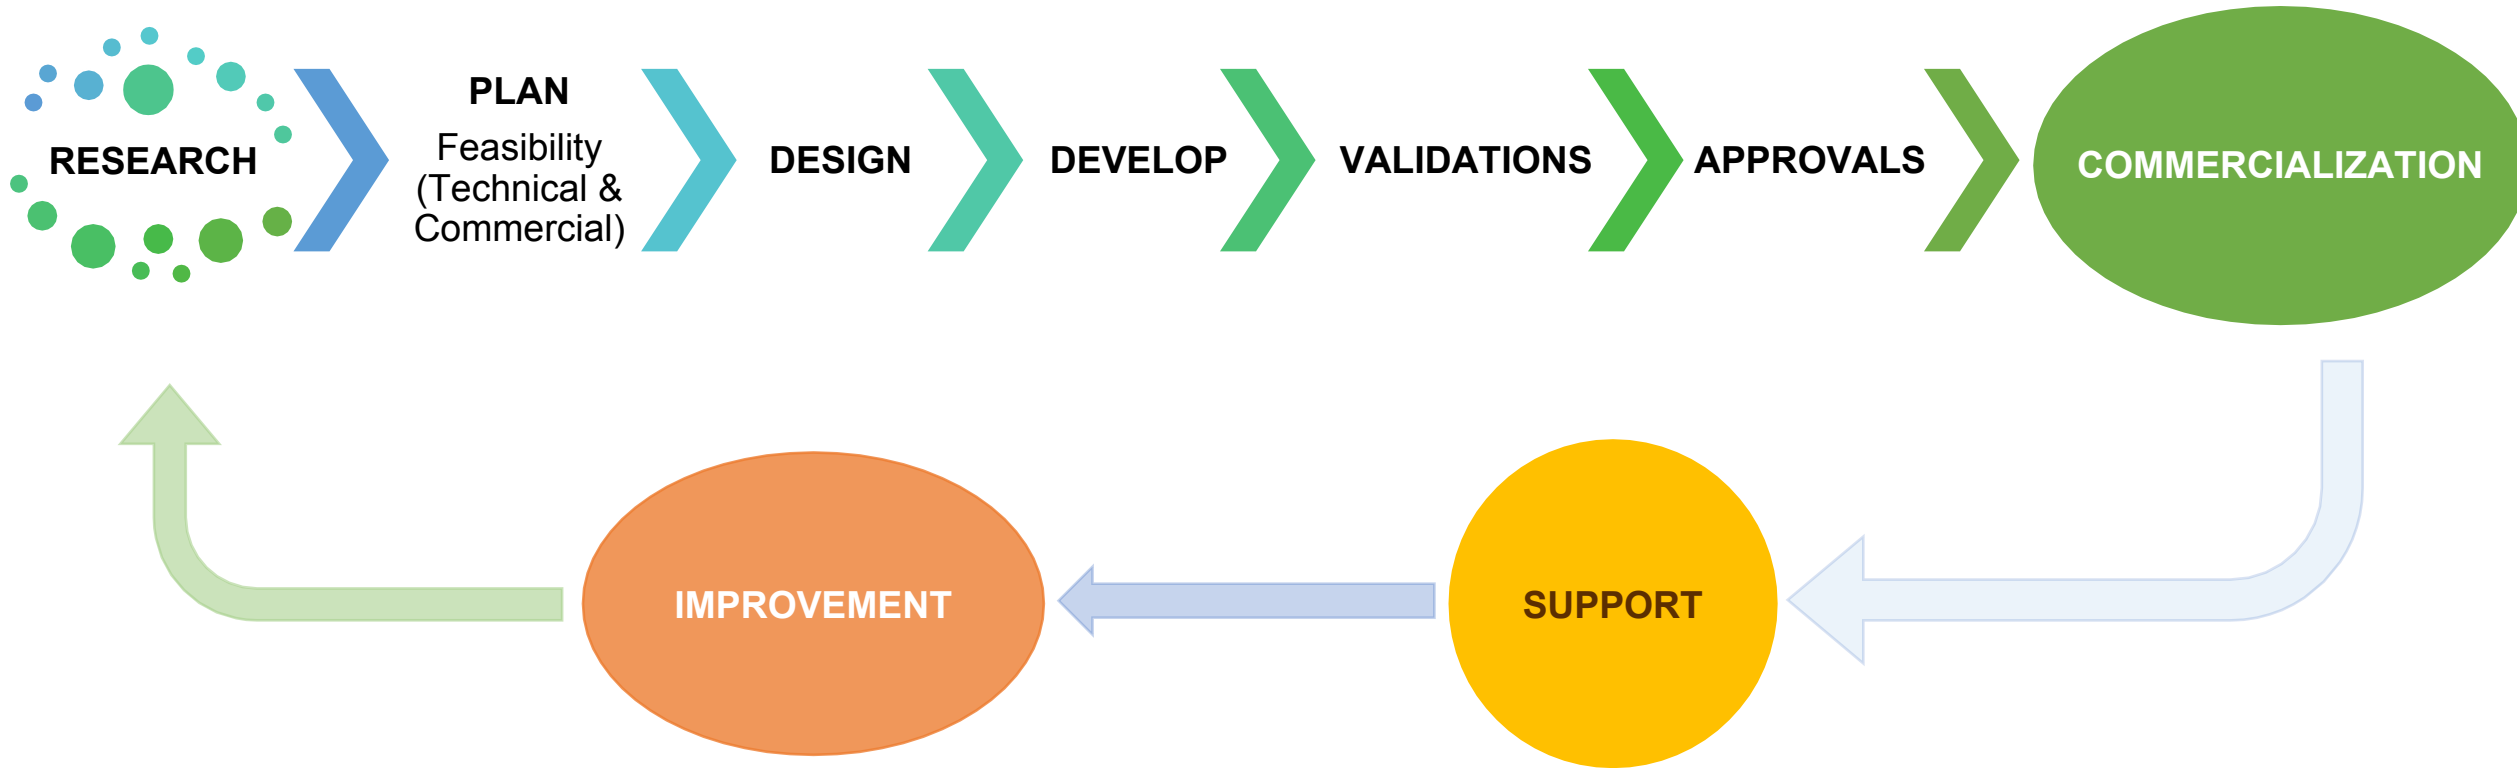 RESEARCH
PLAN
Feasibility
(Technical &
Commercial)
DESIGN
DEVELOP
VALIDATIONS
APPROVALS
COMMERCIALIZATION
IMPROVEMENT
SUPPORT